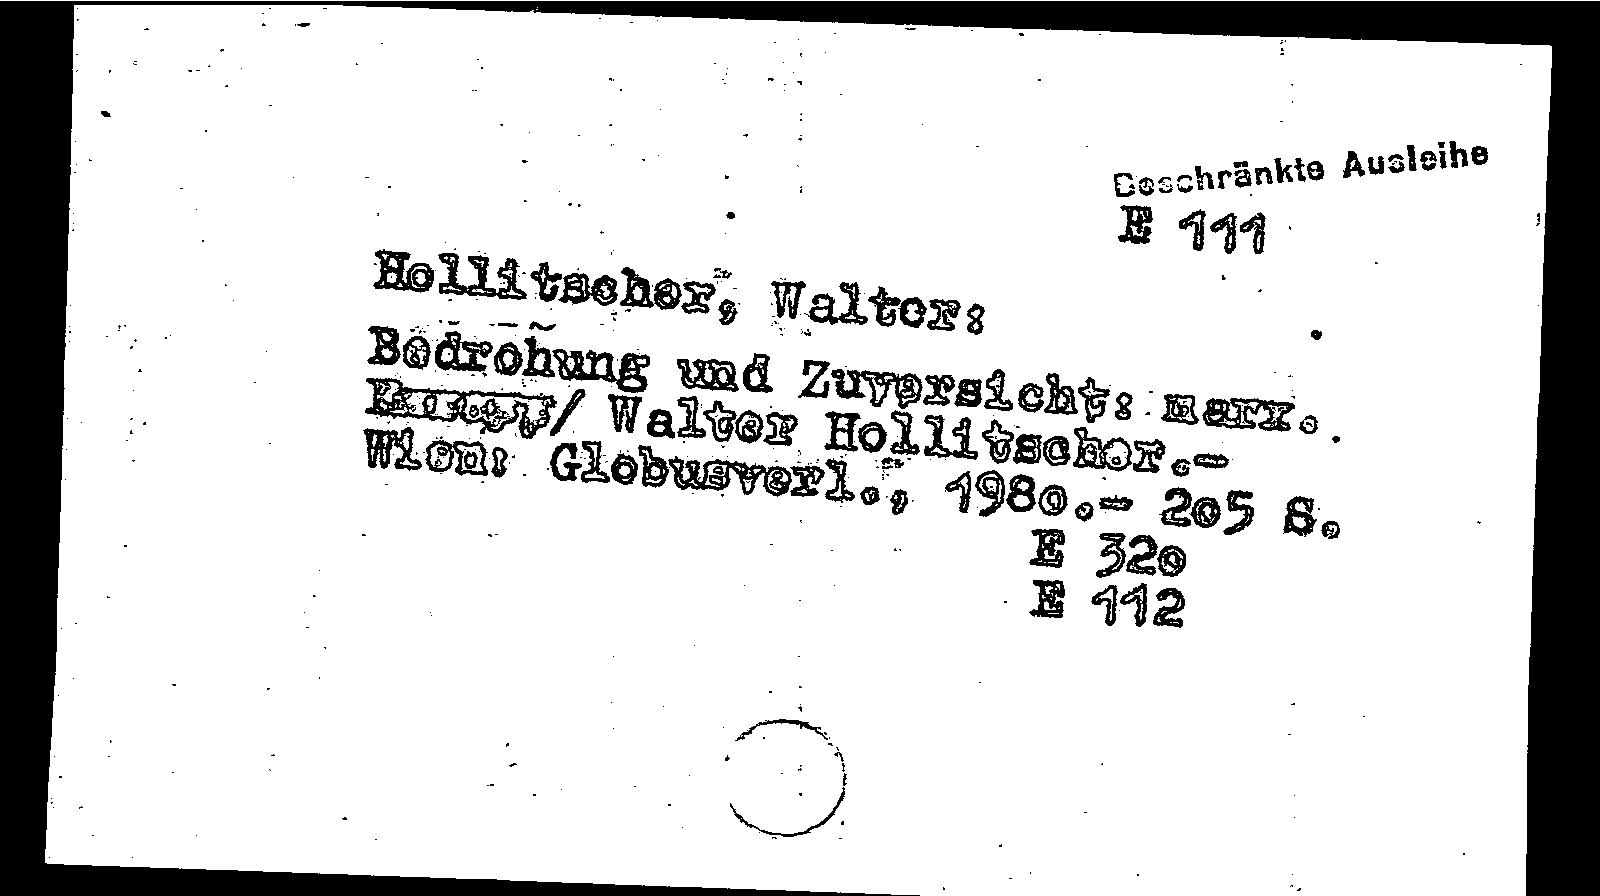 Beschränkte Ausleihe
E 111
Hollitscher, Walter:
Bedrohung und Zuversicht: marx.
/ Walter Hollitscher.-
Wien: Globusverl., 1980.- 205 S.
E 320
E 112